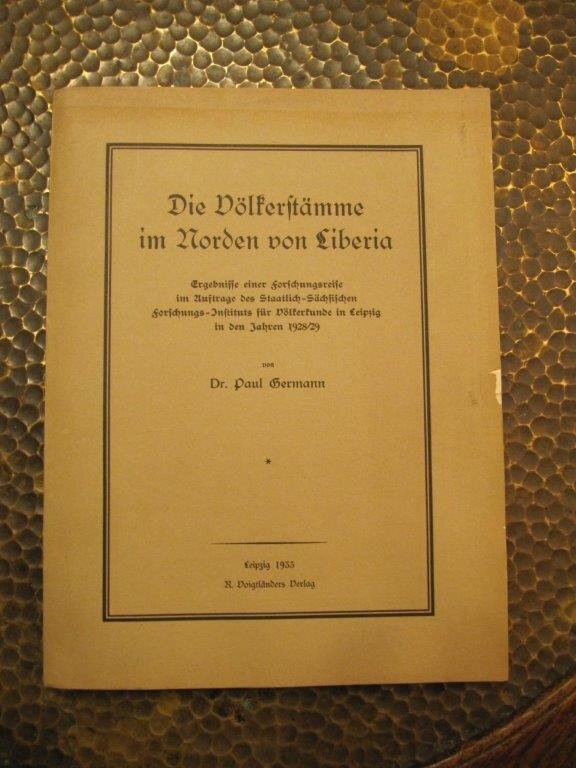 Die Völkerstämme
im Norden von Liberia
Ergebnisse einer Forschungsreise
im Auftrage des Staatlich-Sächsischen
Forschungs-Instituts für Völkerkunde in Leipzig
in den Jahren 1928/29
von
Dr. Paul Germann
*
Leipzig 1933
R. Voigtländers Verlag